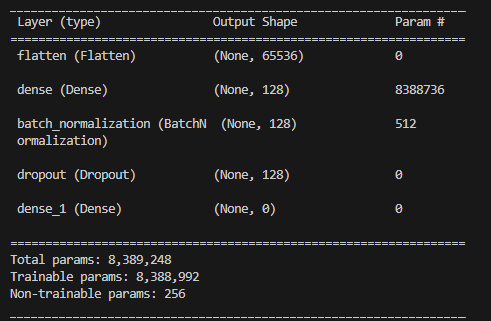 Layer (type) Output Shape Param #
flatten (Flatten) (None, 65536) 0
dense (Dense) (None, 128) 8388736
batch_normalization (BatchN (None, 128) 512
ormalization)
dropout (Dropout) (None, 128) 0
dense_1 (Dense) (None, 0) 0
Total params: 8,389,248
Trainable params: 8,388,992
Non-trainable params: 256